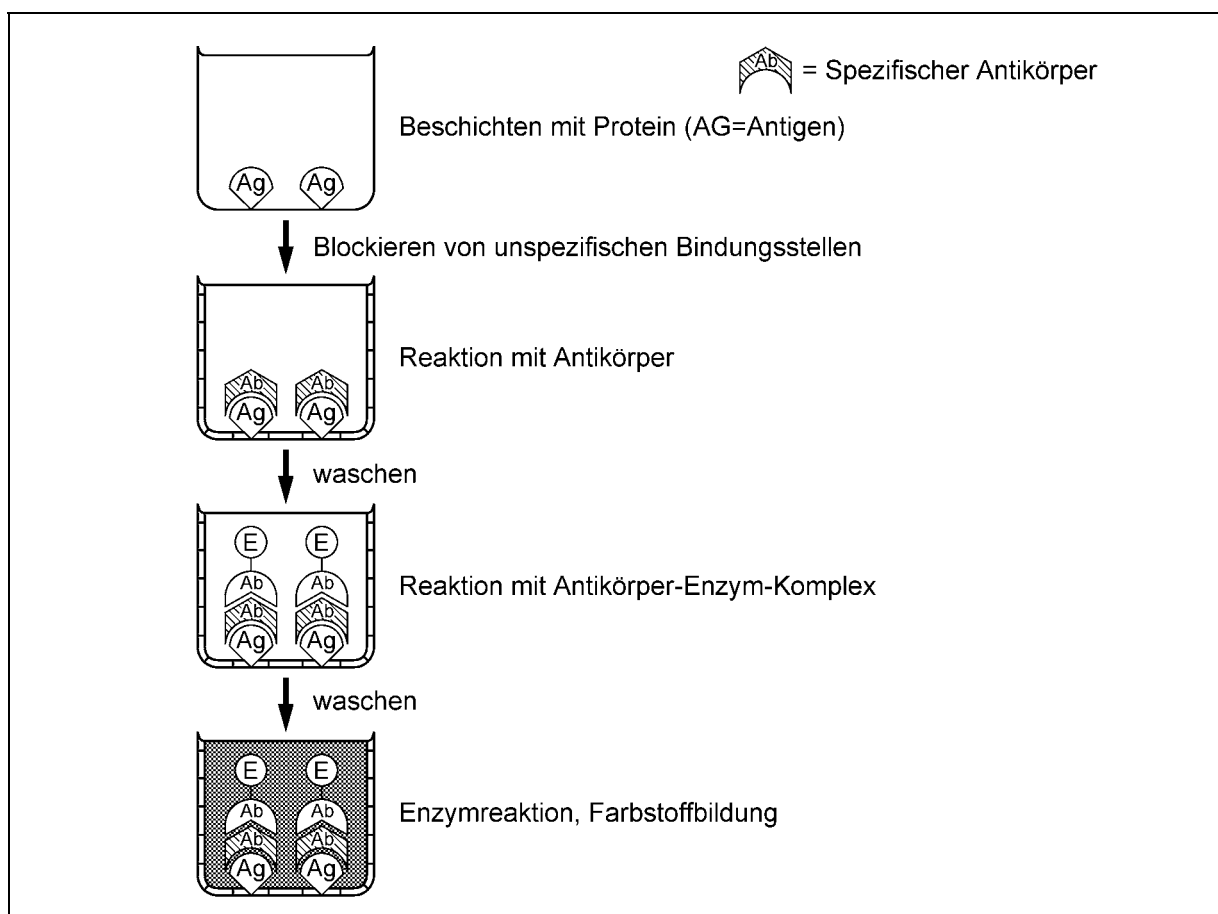 Ab = Spezifischer Antikörper
Beschichten mit Protein (AG=Antigen)
Ag Ag
Blockieren von unspezifischen Bindungsstellen
Ab Ab
Reaktion mit Antikörper
Ag Ag
waschen
E E
Ab Ab
Reaktion mit Antikörper-Enzym-Komplex
Ab Ab
Ag Ag
waschen
E E
Ab Ab
Enzymreaktion, Farbstoffbildung
Ab Ab
Ag Ag